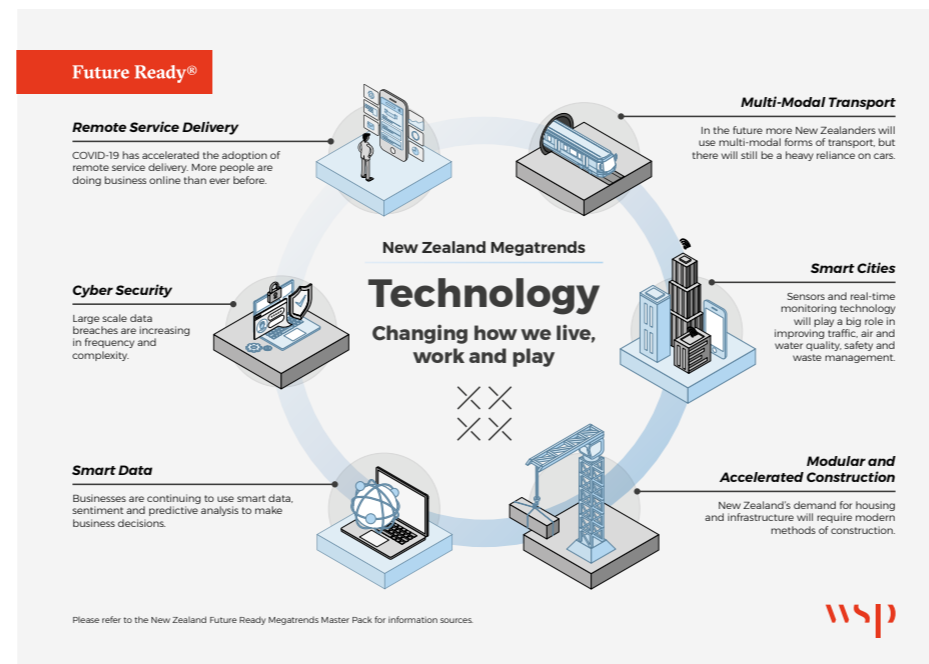 Future Ready®
Remote Service Delivery
COVID-19 has accelerated the adoption of
remote service delivery. More people are
doing business online than ever before.
Multi-Modal Transport
In the future more New Zealanders will
use multi-modal forms of transport, but
there will still be a heavy reliance on cars.
New Zealand Megatrends
Technology
Changing how we live,
work and play
Cyber Security
Large scale data
breaches are increasing
in frequency and
complexity.
Smart Cities
Sensors and real-time
monitoring technology
will play a big role in
improving traffic, air and
water quality, safety and
waste management.
Smart Data
Businesses are continuing to use smart data,
sentiment and predictive analysis to make
business decisions.
Modular and
Accelerated Construction
New Zealand’s demand for housing
and infrastructure will require modern
methods of construction.
Please refer to the New Zealand Future Ready Megatrends Master Pack for information sources.
wsp